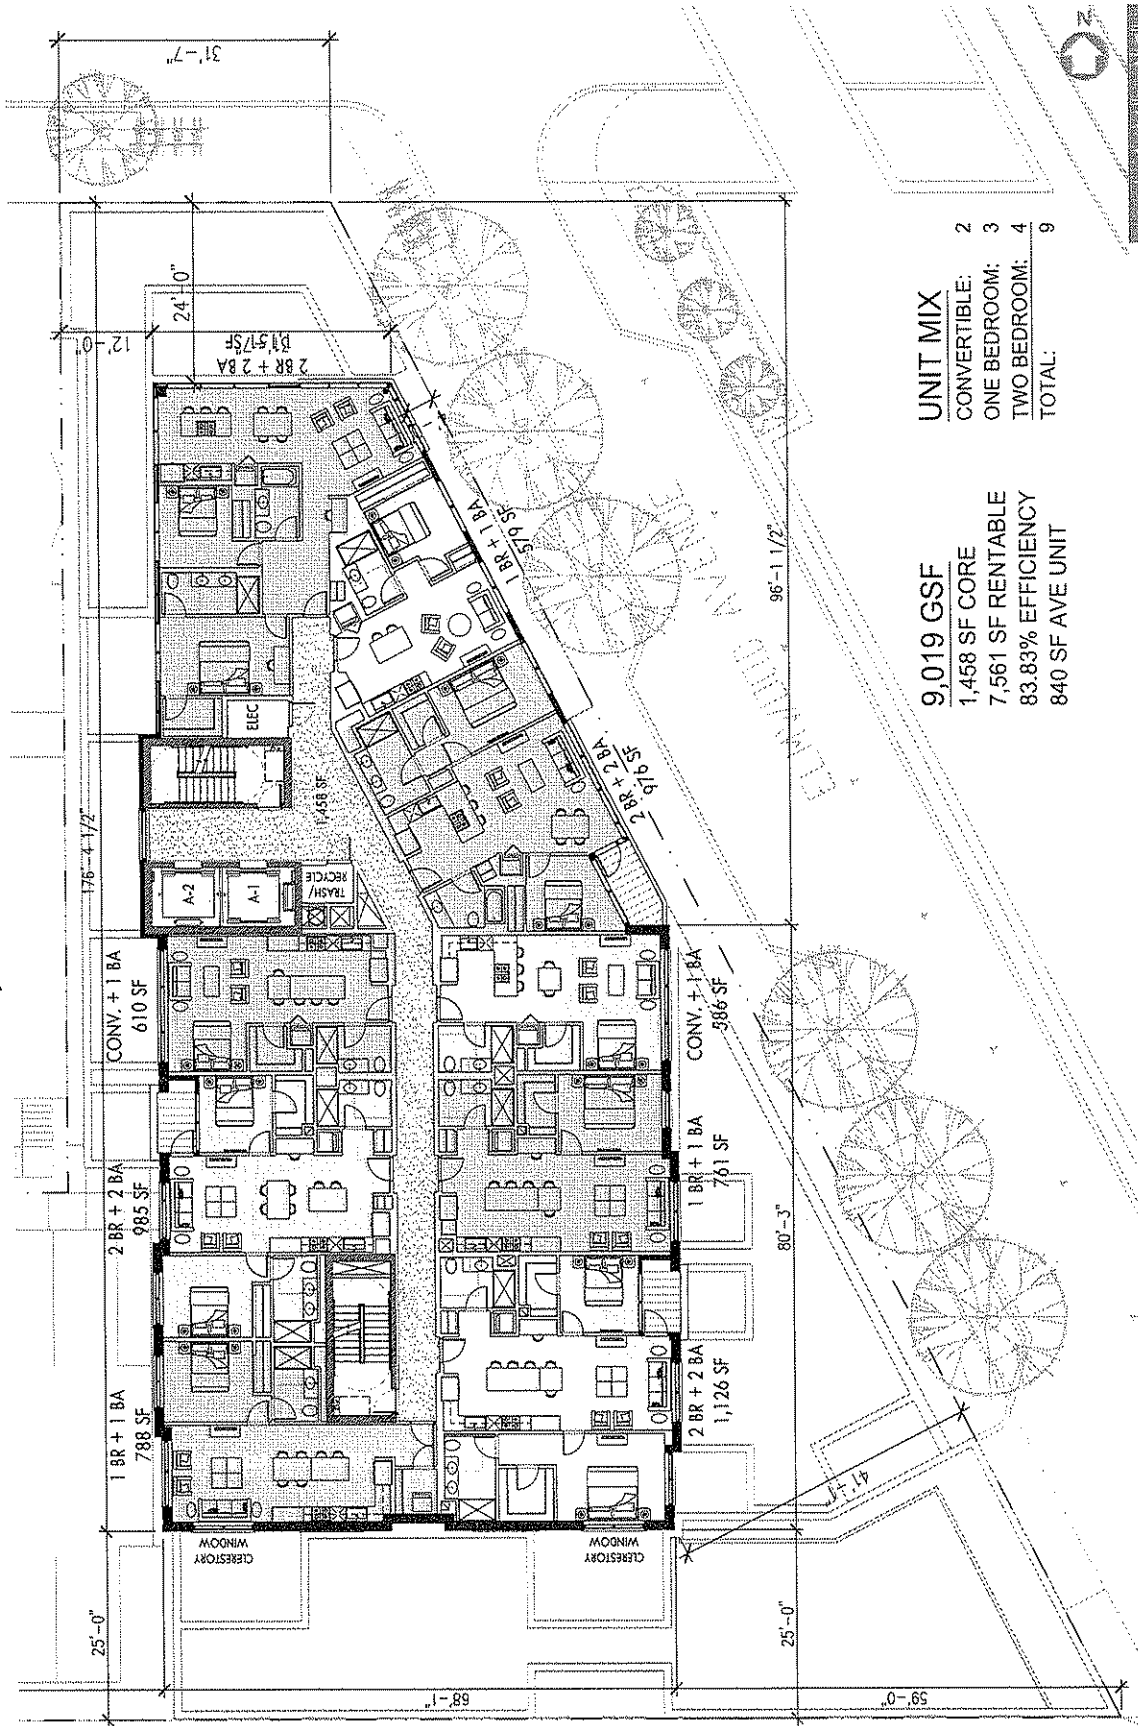 31'-7"
12'-0"
24'-0"
2 BR + 2 BA
176'-4 1/2"
ELEC
1,458 SF
TRASH/
RECYCLE
A-2
A-1
1 BR + 1 BA
579 SF
2 BR + 2 BA
976 SF
96'-1 1/2"
CONV. + 1 BA
610 SF
CONV. + 1 BA
586 SF
2 BR + 2 BA
985 SF
1 BR + 1 BA
761 SF
80'-3"
1 BR + 1 BA
788 SF
2 BR + 2 BA
1,126 SF
CLERESTORY
WINDOW
CLERESTORY
WINDOW
25'-0"
25'-0"
68'-1"
59'-0"
9,019 GSF
1,458 SF CORE
7,561 SF RENTABLE
83.83% EFFICIENCY
840 SF AVE UNIT
UNIT MIX
CONVERTIBLE: 2
ONE BEDROOM: 3
TWO BEDROOM: 4
TOTAL: 9
N